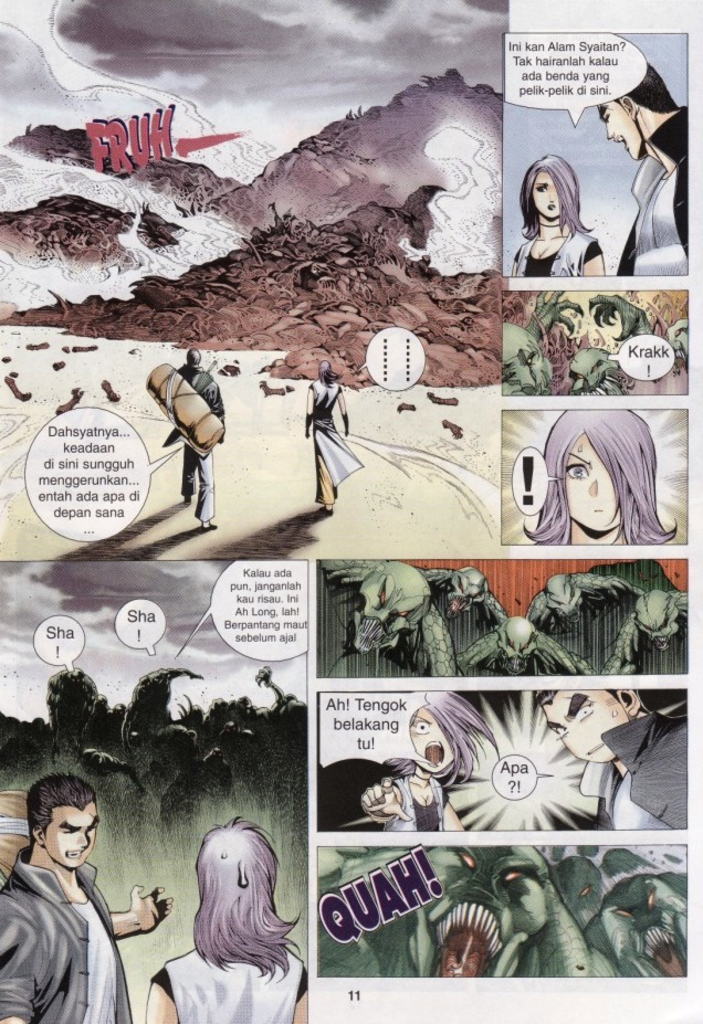 FRUH
Dahsyatnya...
keadaan
di sini sungguh
menggerunkan...
entah ada apa di
depan sana
...
......
Ini kan Alam Syaitan?
Tak hairanlah kalau
ada benda yang
pelik-pelik di sini.
Krakk
!
!
Kalau ada
pun, janganlah
kau risau. Ini
Ah Long, lah!
Berpantang maut
sebelum ajal
Sha
!
Sha
!
Ah! Tengok
belakang
tu!
Apa
?!
QUAH!
11